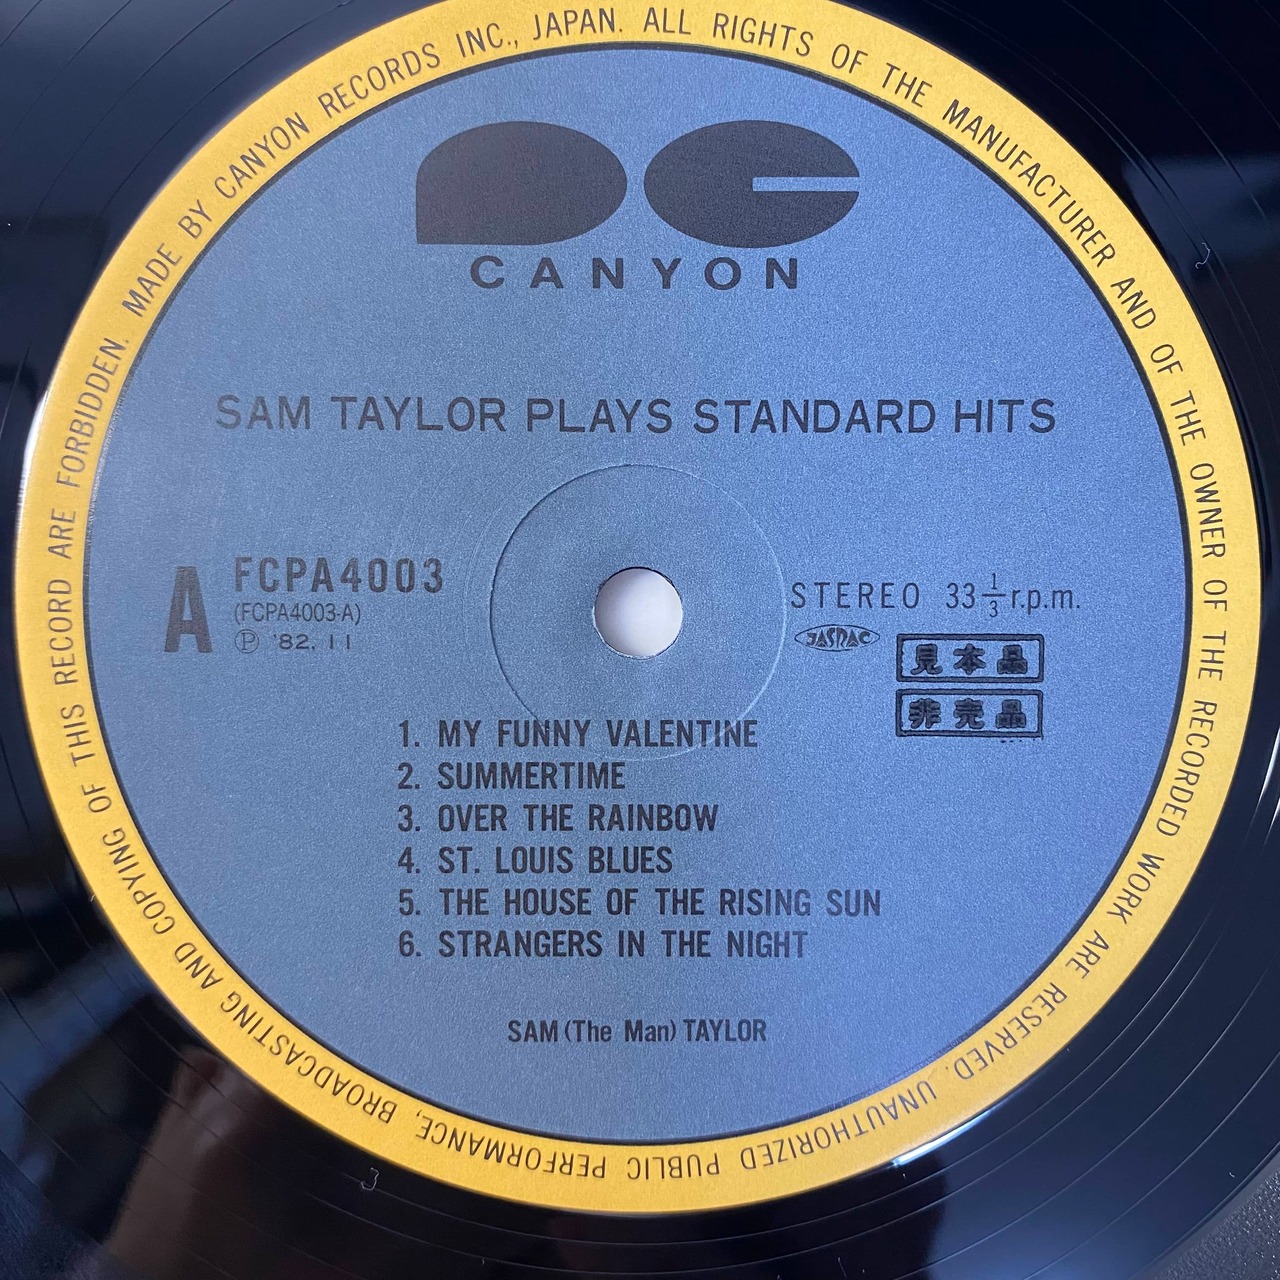 MADE BY CANYON RECORDS INC., JAPAN. ALL RIGHTS OF THE MANUFACTURER AND OF THE OWNER OF THE RECORDED WORK ARE RESERVED. UNAUTHORIZED PUBLIC PERFORMANCE, BROADCASTING AND COPYING OF THIS RECORD ARE FORBIDDEN.
PC
CANYON
SAM TAYLOR PLAYS STANDARD HITS
A
FCPA4003
(FCPA4003-A)
Ⓟ '82. 11
STEREO 33 1/3 r.p.m.
JASRAC
見本品
非売品
1. MY FUNNY VALENTINE
2. SUMMERTIME
3. OVER THE RAINBOW
4. ST. LOUIS BLUES
5. THE HOUSE OF THE RISING SUN
6. STRANGERS IN THE NIGHT
SAM (The Man) TAYLOR